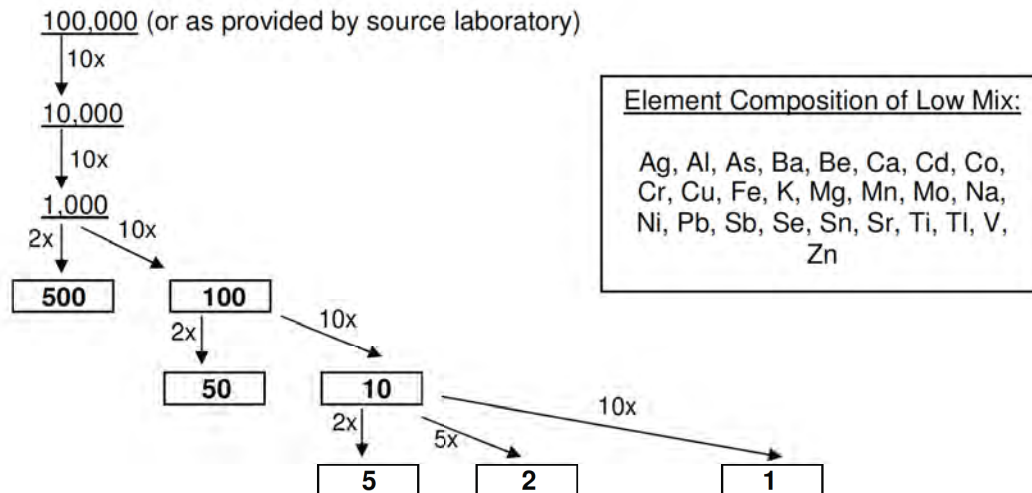 100,000 (or as provided by source laboratory)
10x
10,000
10x
1,000
2x
10x
500
100
2x
10x
50
10
2x
5x
10x
5
2
1
Element Composition of Low Mix:
Ag, Al, As, Ba, Be, Ca, Cd, Co,
Cr, Cu, Fe, K, Mg, Mn, Mo, Na,
Ni, Pb, Sb, Se, Sn, Sr, Ti, Tl, V,
Zn